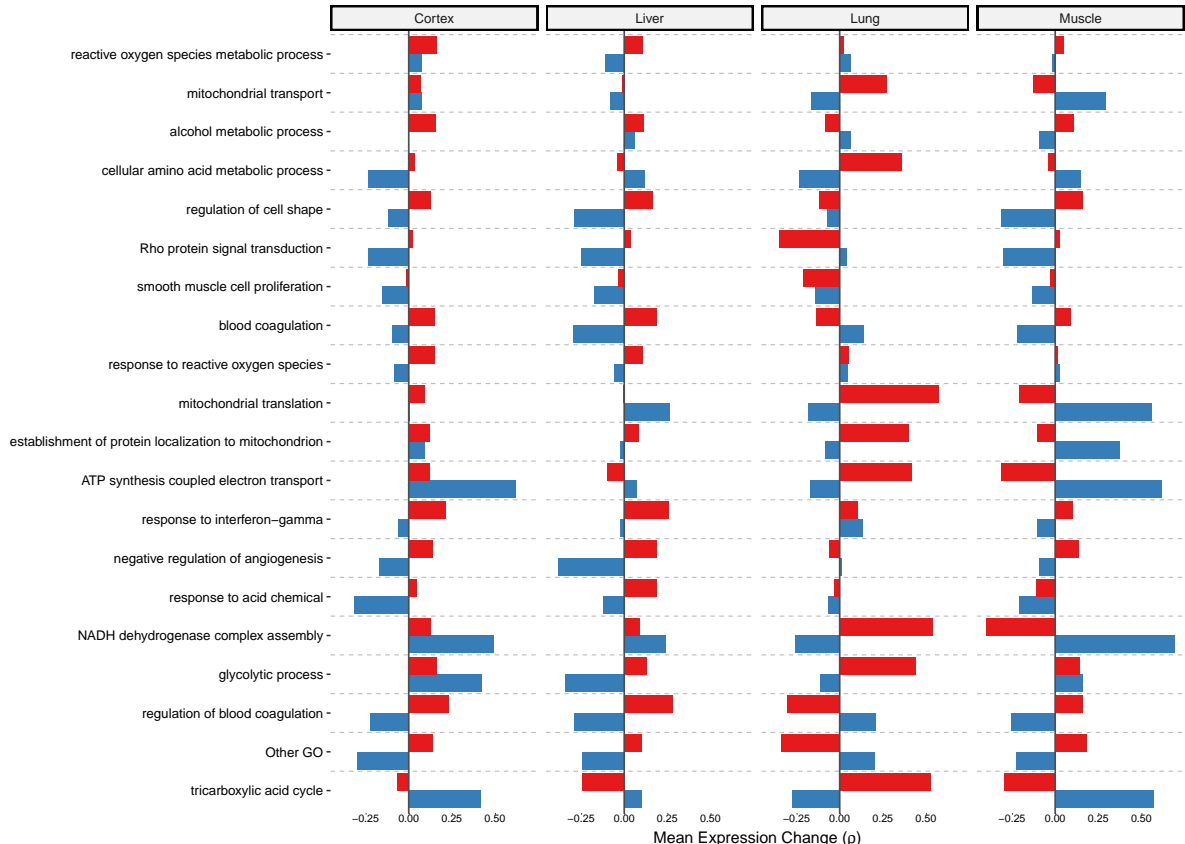 Cortex Liver Lung Muscle
reactive oxygen species metabolic process
mitochondrial transport
alcohol metabolic process
cellular amino acid metabolic process
regulation of cell shape
Rho protein signal transduction
smooth muscle cell proliferation
blood coagulation
response to reactive oxygen species
mitochondrial translation
establishment of protein localization to mitochondrion
ATP synthesis coupled electron transport
response to interferon−gamma
negative regulation of angiogenesis
response to acid chemical
NADH dehydrogenase complex assembly
glycolytic process
regulation of blood coagulation
Other GO
tricarboxylic acid cycle
−0.25 0.00 0.25 0.50 −0.25 0.00 0.25 0.50 −0.25 0.00 0.25 0.50 −0.25 0.00 0.25 0.50
Mean Expression Change (ρ)